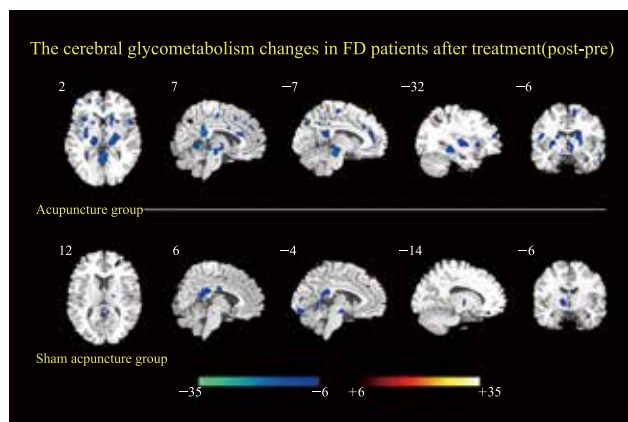 The cerebral glycometabolism changes in FD patients after treatment(post-pre)
2 7 −7 −32 −6
Acupuncture group
12 6 −4 −14 −6
Sham acpuncture group
−35 −6 +6 +35